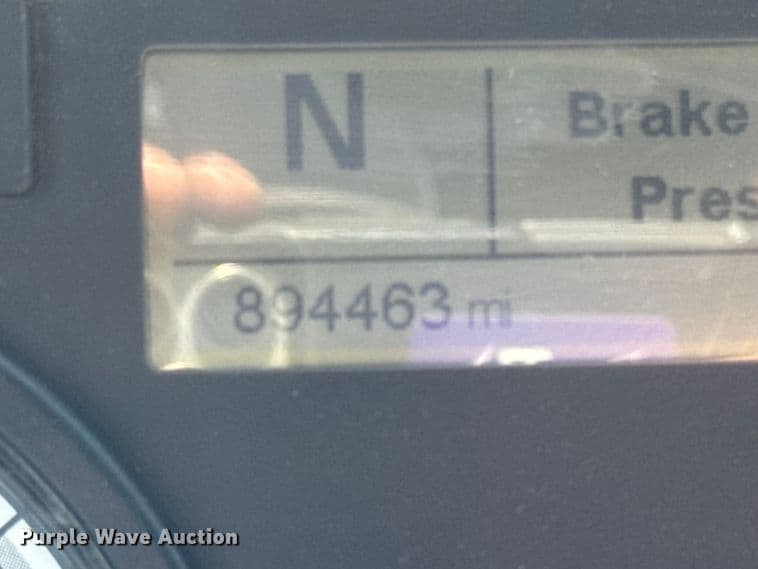 N
Brake
Pres
894463 mi
Purple Wave Auction